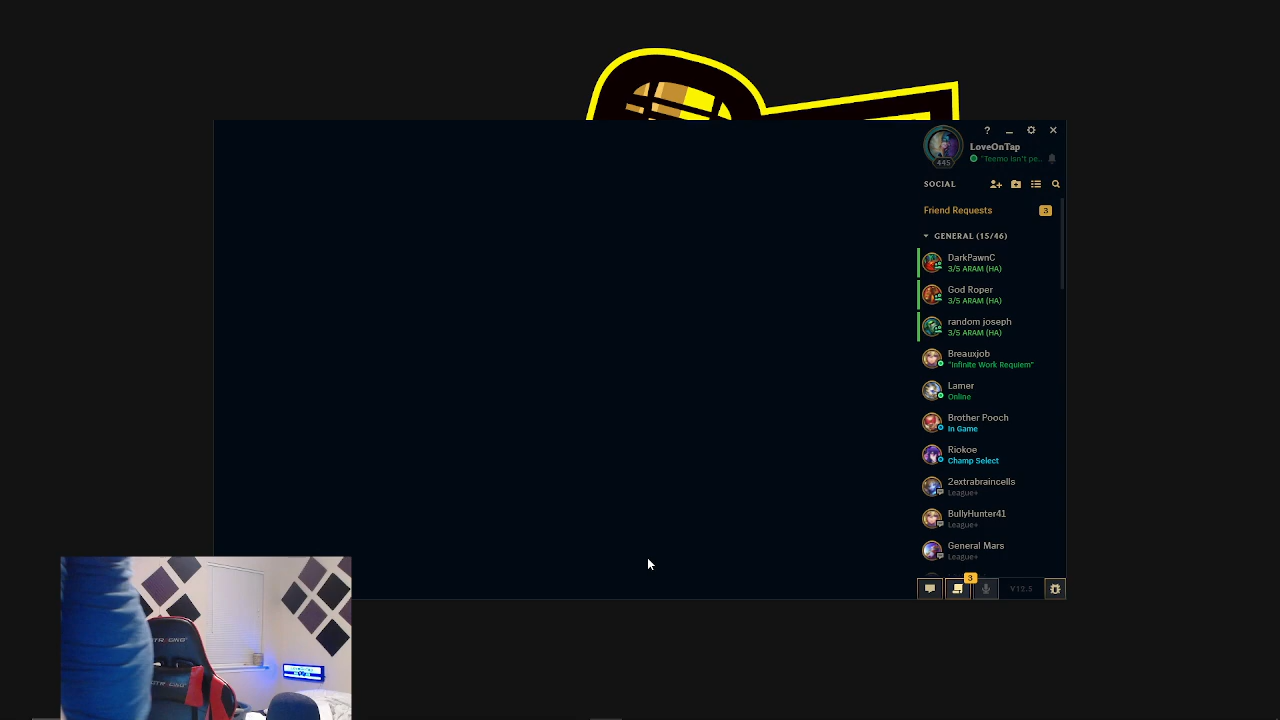 ?
LoveOnTap
445
"Teemo isn't pe..
SOCIAL
Friend Requests
3
GENERAL (15/46)
DarkPawnC
3/5 ARAM (HA)
God Roper
3/5 ARAM (HA)
random joseph
3/5 ARAM (HA)
Breauxjob
"Infinite Work Requiem"
Lamer
Online
Brother Pooch
In Game
Riokoe
Champ Select
2extrabraincells
League+
BullyHunter41
League+
General Mars
League+
3
V12.5